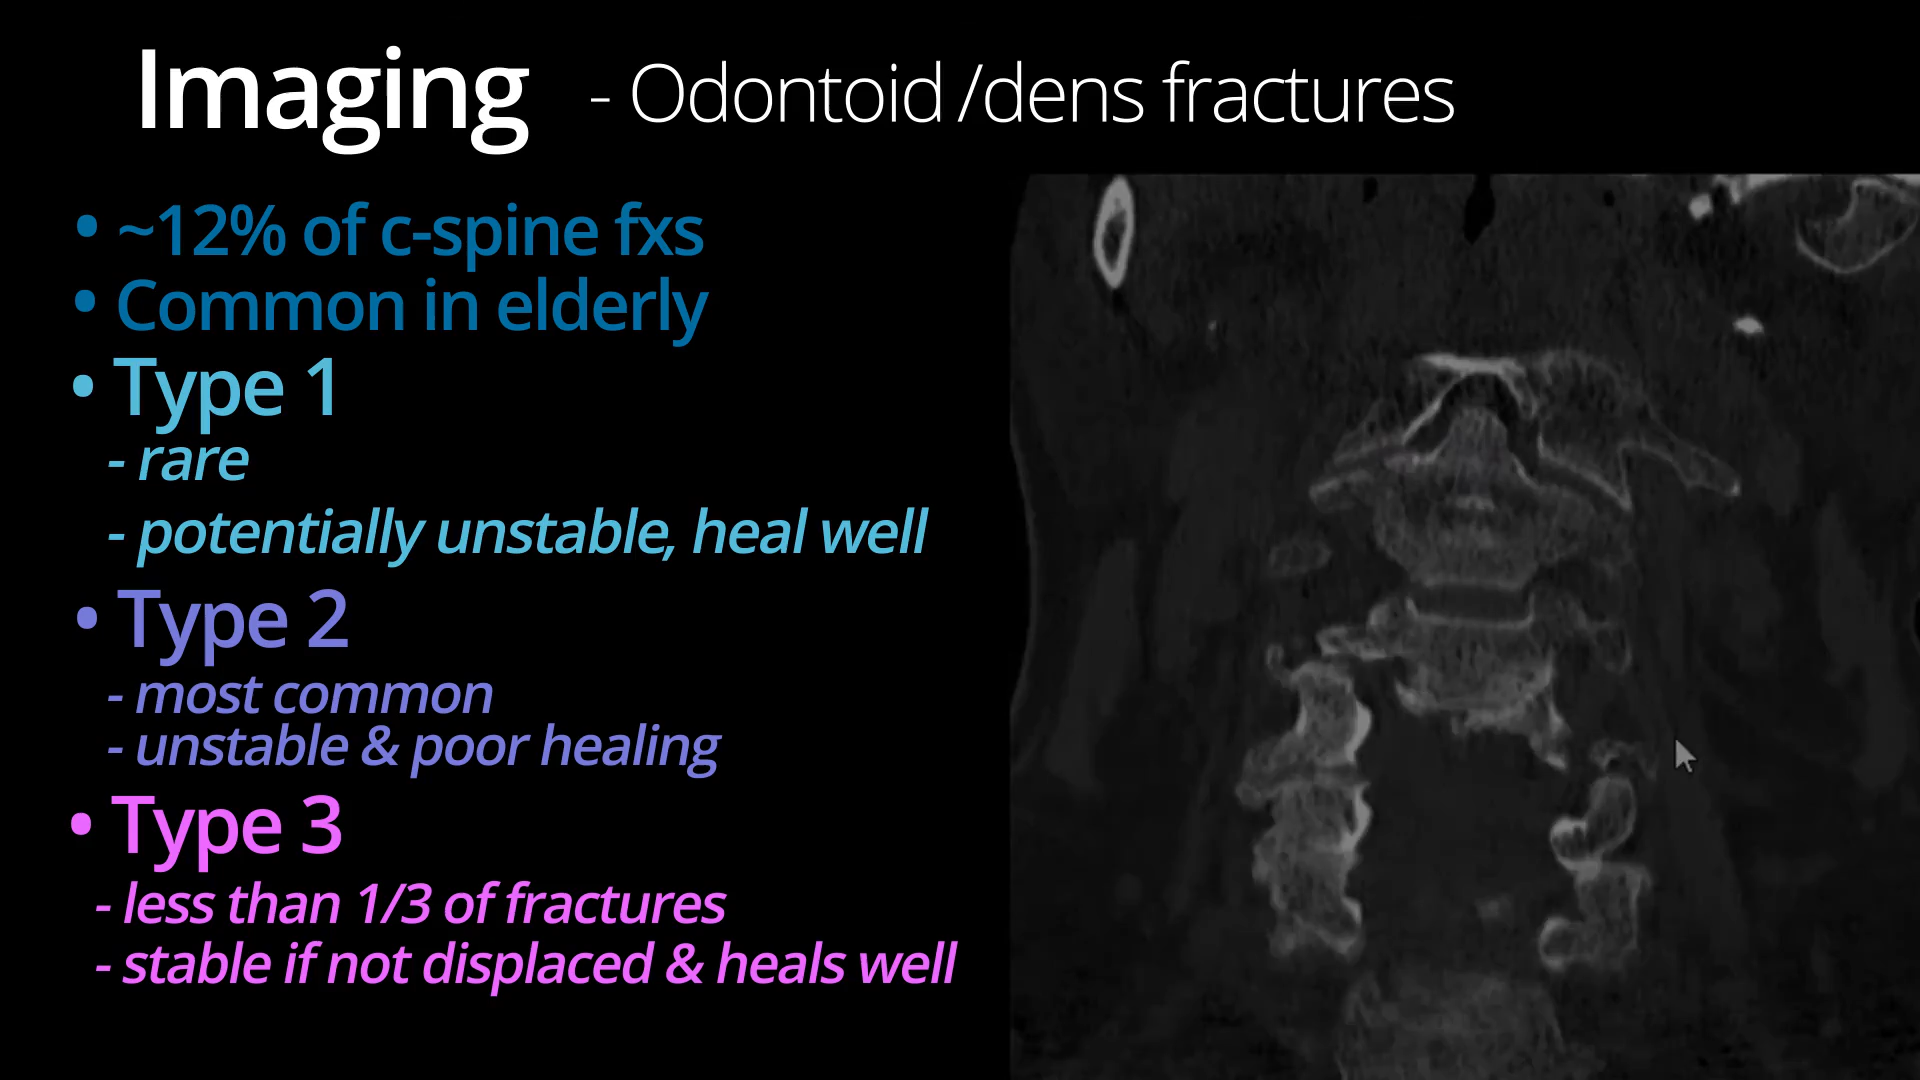 Imaging - Odontoid /dens fractures
• ~12% of c-spine fxs
• Common in elderly
• Type 1
- rare
- potentially unstable, heal well
• Type 2
- most common
- unstable & poor healing
• Type 3
- less than 1/3 of fractures
- stable if not displaced & heals well